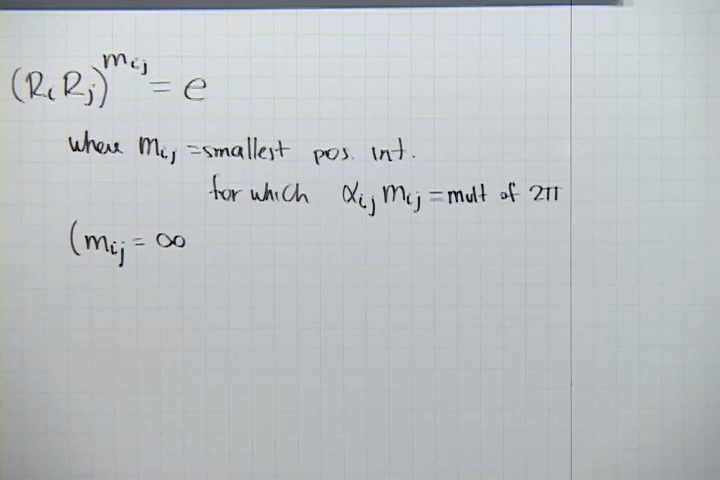 (RᵢRⱼ)^mᵢⱼ = e
where mᵢⱼ = smallest pos. int.
for which αᵢⱼ mᵢⱼ = mult of 2π
(mᵢⱼ = ∞